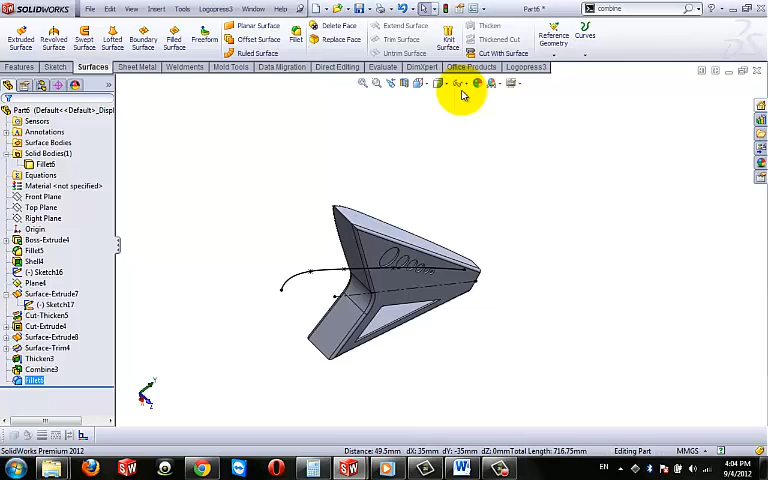 SOLIDWORKS File Edit View Insert Tools Logopress3 Window Help Part6 * combine
Extruded Surface Revolved Surface Swept Surface Lofted Surface Boundary Surface Filled Surface Freeform Planar Surface Offset Surface Ruled Surface Fillet Delete Face Replace Face Extend Surface Trim Surface Untrim Surface Knit Surface Thicken Thickened Cut Cut With Surface Reference Geometry Curves
Features Sketch Surfaces Sheet Metal Weldments Mold Tools Data Migration Direct Editing Evaluate DimXpert Office Products Logopress3
Part6 (Default<<Default>_Displ
Sensors
Annotations
Surface Bodies
Solid Bodies(1)
Fillet6
Equations
Material <not specified>
Front Plane
Top Plane
Right Plane
Origin
Boss-Extrude4
Fillet5
Shell4
(-) Sketch16
Plane4
Surface-Extrude7
(-) Sketch17
Cut-Thicken5
Cut-Extrude4
Surface-Extrude8
Surface-Trim4
Thicken3
Combine3
Fillet6
Y
Z
SolidWorks Premium 2012 Distance: 49.5mm dX: 35mm dY: -35mm dZ: 0mm Total Length: 716.75mm Editing Part MMGS
EN 4:04 PM
9/4/2012